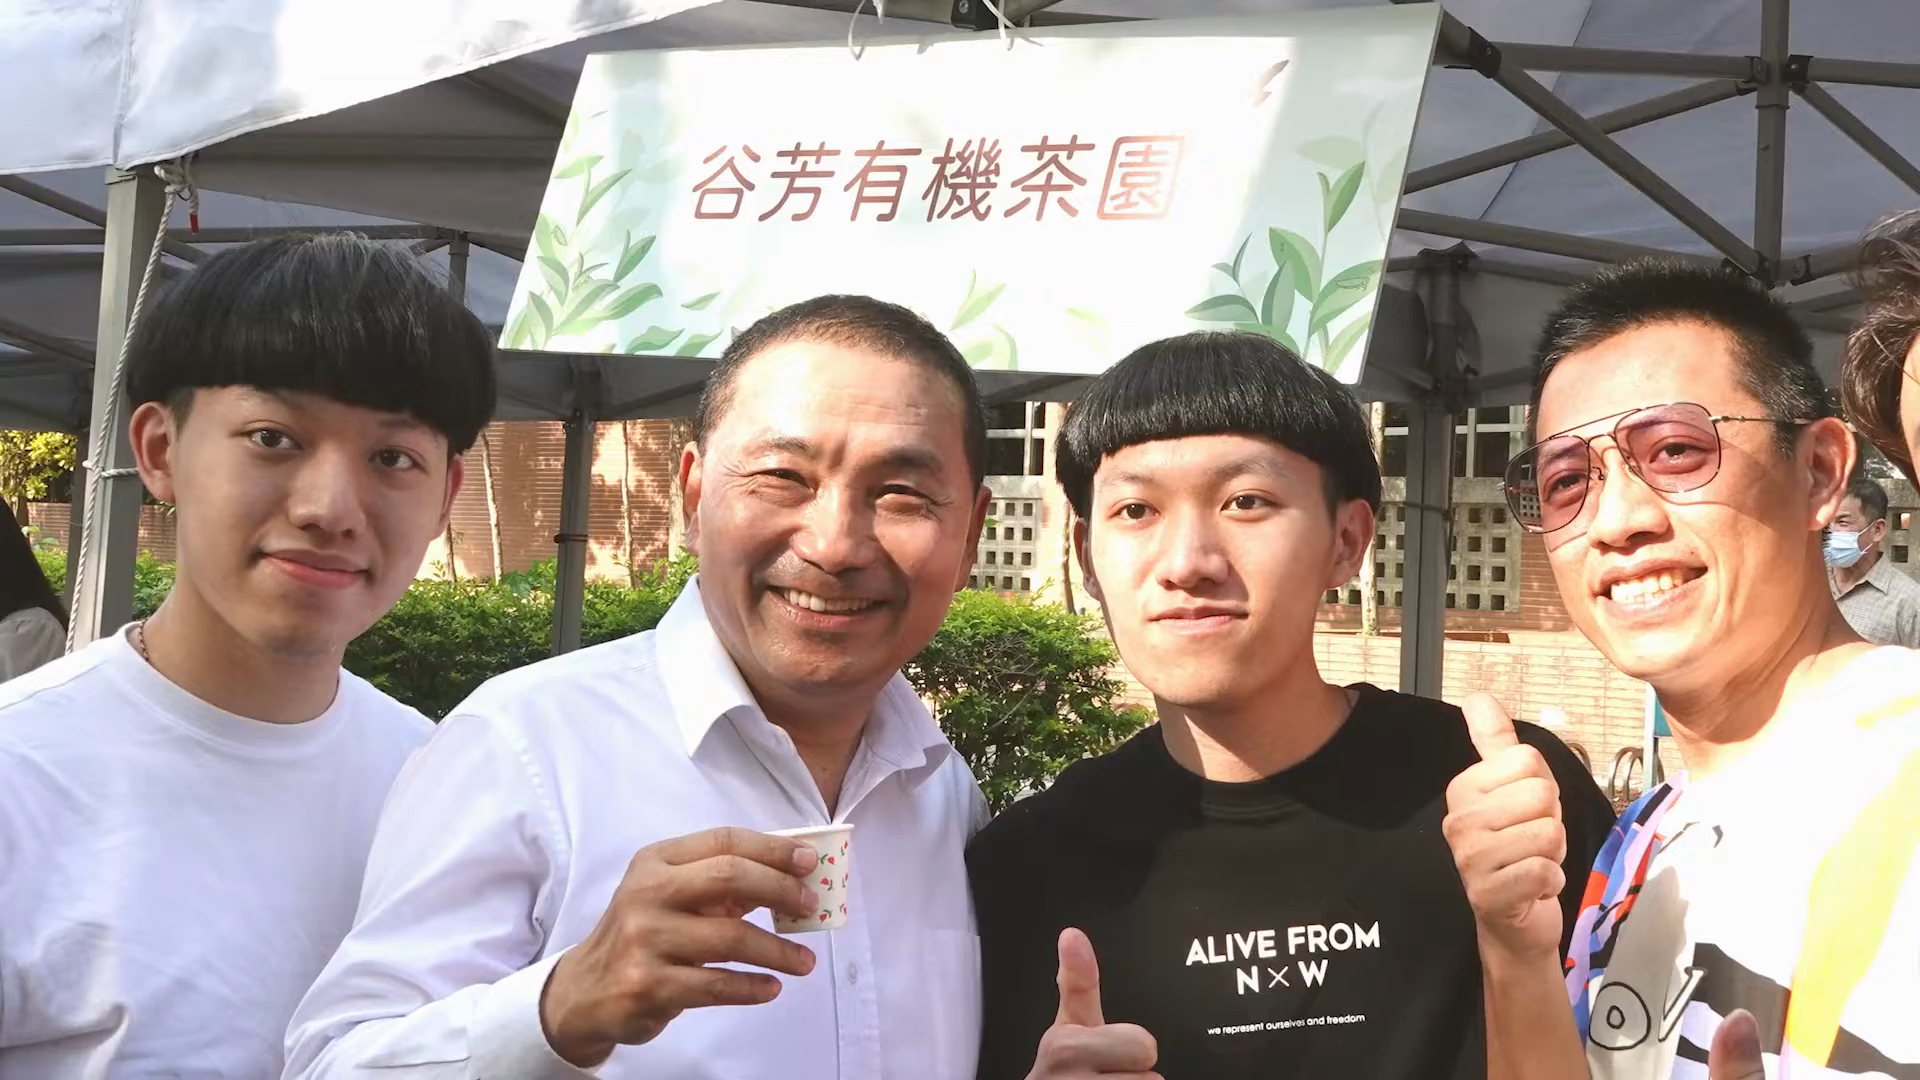 谷芳有機茶園
ALIVE FROM
N×W
we represent ourselves and freedom